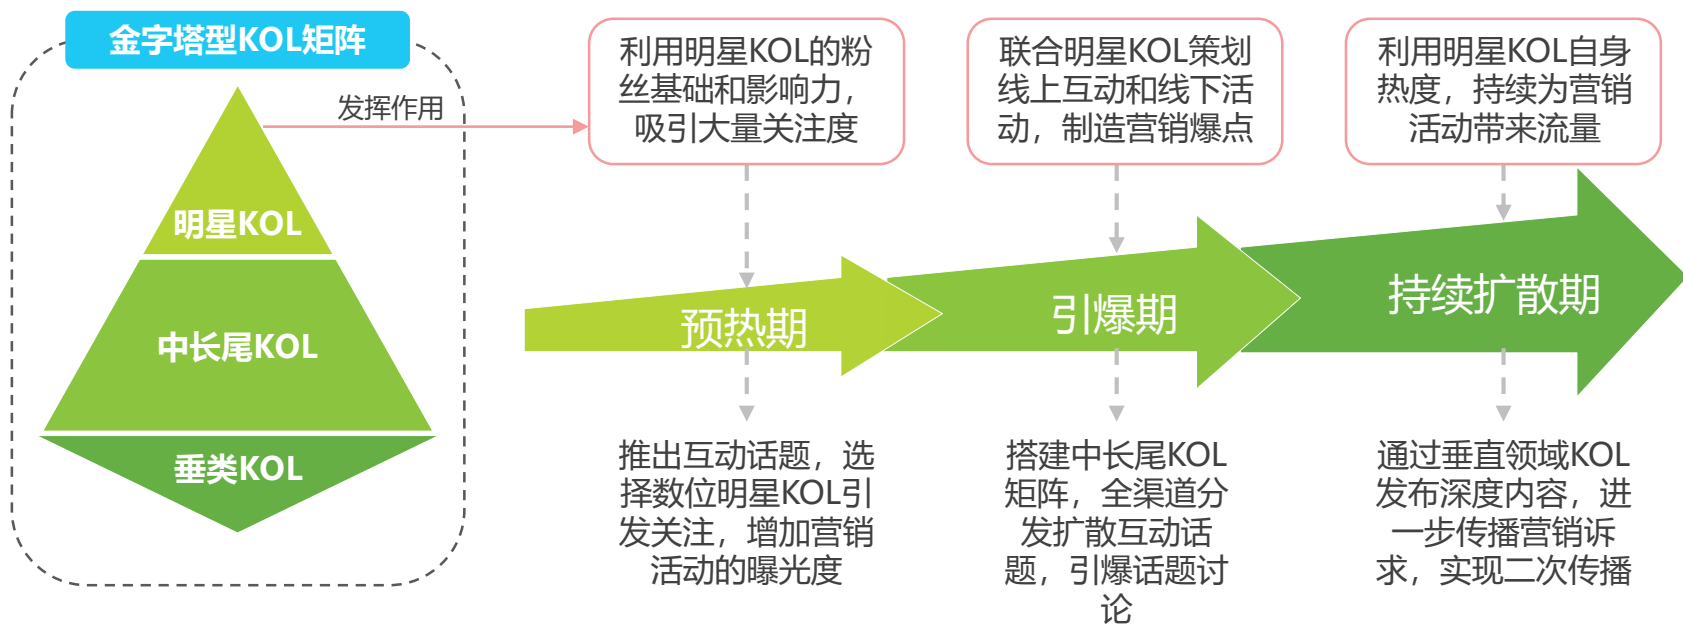 金字塔型KOL矩阵
发挥作用
明星KOL
中长尾KOL
垂类KOL
利用明星KOL的粉
丝基础和影响力，
吸引大量关注度
联合明星KOL策划
线上互动和线下活
动，制造营销爆点
利用明星KOL自身
热度，持续为营销
活动带来流量
预热期
引爆期
持续扩散期
推出互动话题，选
择数位明星KOL引
发关注，增加营销
活动的曝光度
搭建中长尾KOL
矩阵，全渠道分
发扩散互动话
题，引爆话题讨
论
通过垂直领域KOL
发布深度内容，进
一步传播营销诉
求，实现二次传播